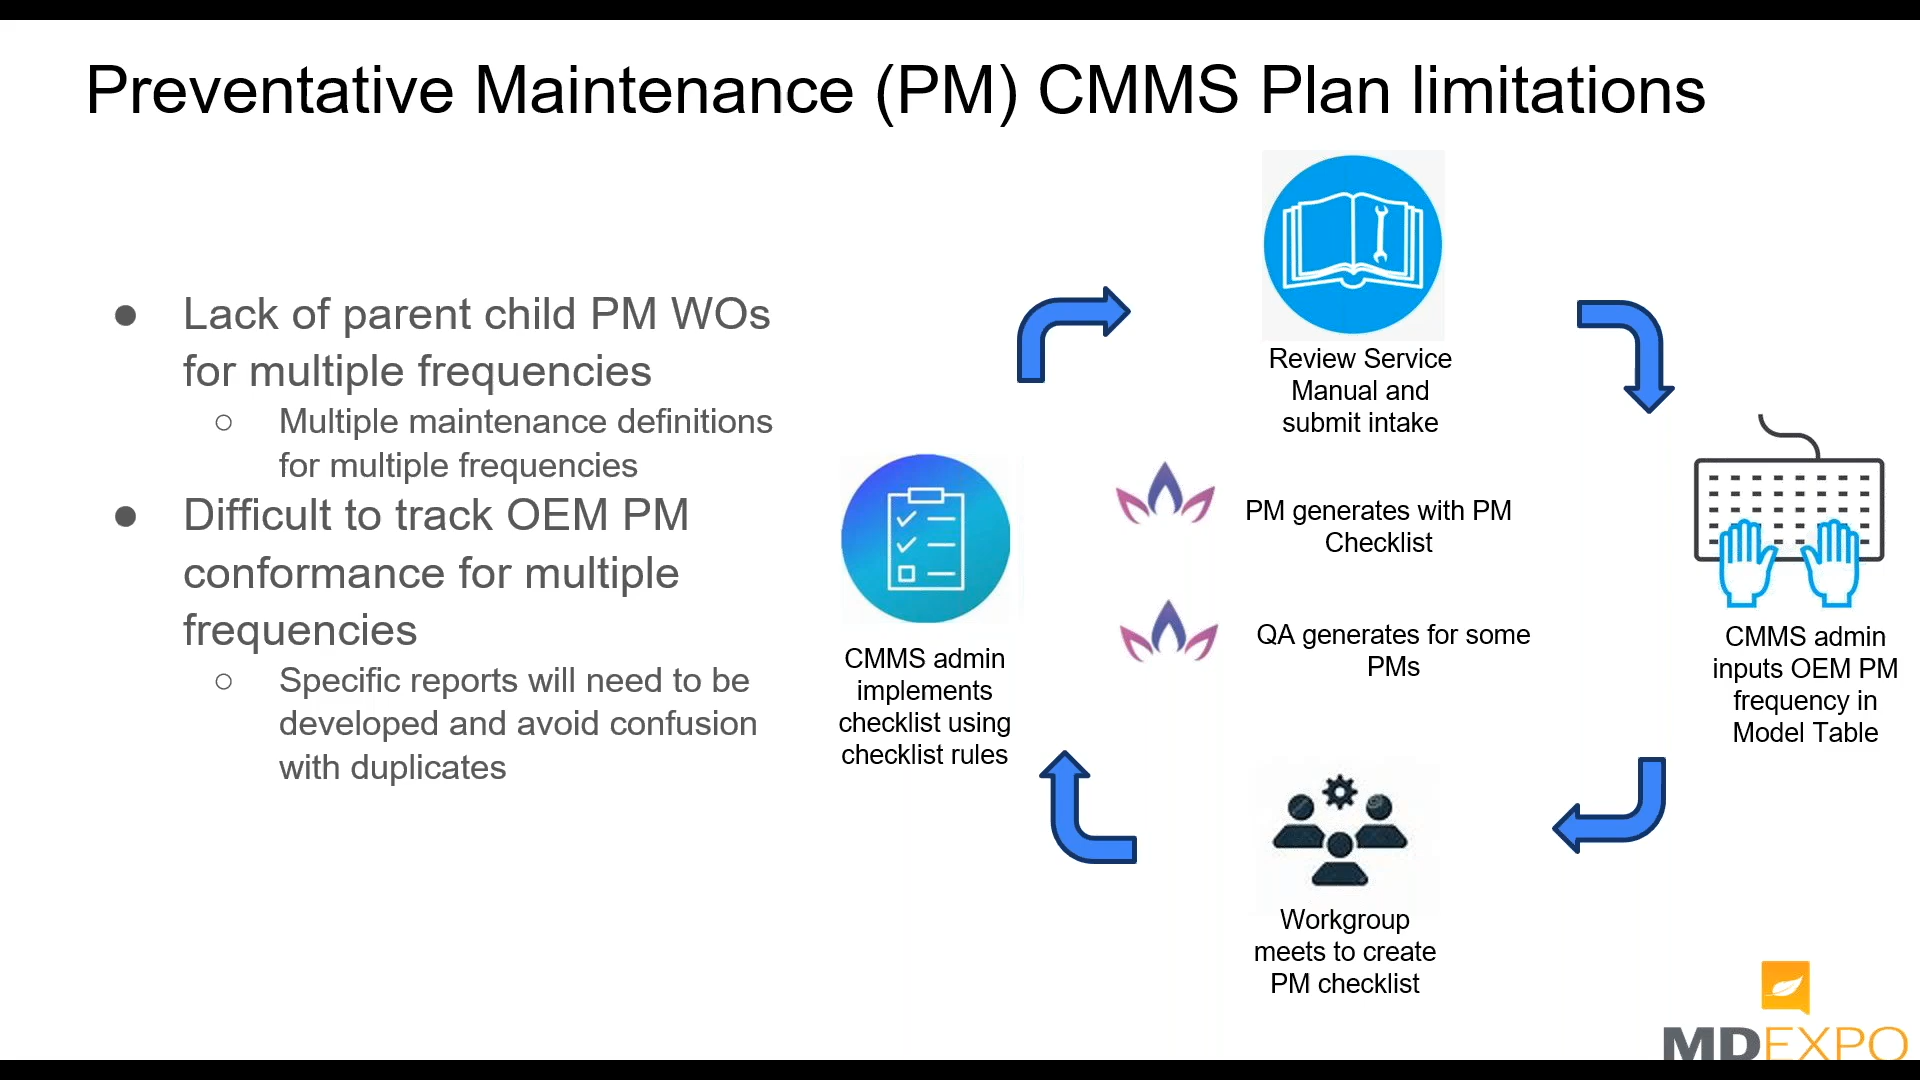 Preventative Maintenance (PM) CMMS Plan limitations
● Lack of parent child PM WOs
for multiple frequencies
○ Multiple maintenance definitions
for multiple frequencies
● Difficult to track OEM PM
conformance for multiple
frequencies
○ Specific reports will need to be
developed and avoid confusion
with duplicates
Review Service
Manual and
submit intake
CMMS admin
inputs OEM PM
frequency in
Model Table
Workgroup
meets to create
PM checklist
CMMS admin
implements
checklist using
checklist rules
PM generates with PM
Checklist
QA generates for some
PMs
MDEXPO